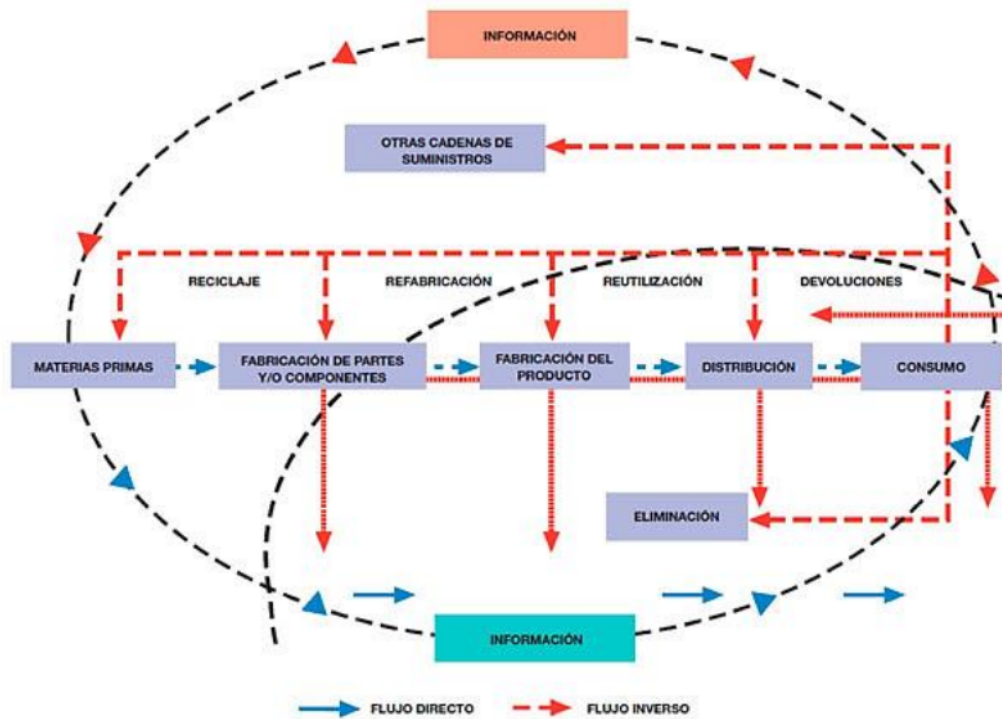 INFORMACIÓN
OTRAS CADENAS DE
SUMINISTROS
RECICLAJE
REFABRICACIÓN
REUTILIZACIÓN
DEVOLUCIONES
MATERIAS PRIMAS
FABRICACIÓN DE PARTES
Y/O COMPONENTES
FABRICACIÓN DEL
PRODUCTO
DISTRIBUCIÓN
CONSUMO
ELIMINACIÓN
INFORMACIÓN
FLUJO DIRECTO
FLUJO INVERSO